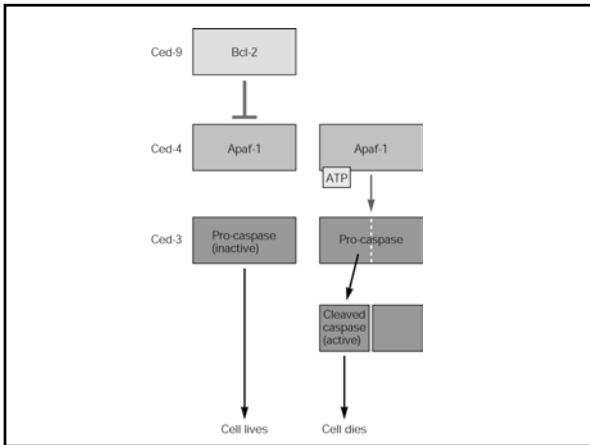 Ced-9
Bcl-2
Ced-4
Apaf-1
Apaf-1
ATP
Ced-3
Pro-caspase
(inactive)
Pro-caspase
Cleaved
caspase
(active)
Cell lives
Cell dies